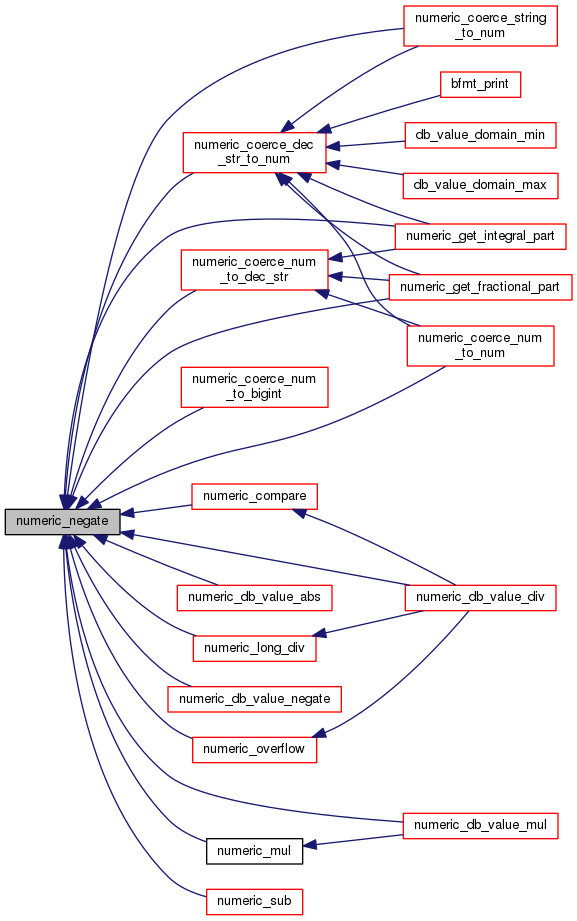 numeric_coerce_string
_to_num
bfmt_print
numeric_coerce_dec
_str_to_num
db_value_domain_min
db_value_domain_max
numeric_get_integral_part
numeric_coerce_num
_to_dec_str
numeric_get_fractional_part
numeric_coerce_num
_to_num
numeric_coerce_num
_to_bigint
numeric_compare
numeric_negate
numeric_db_value_abs
numeric_db_value_div
numeric_long_div
numeric_db_value_negate
numeric_overflow
numeric_db_value_mul
numeric_mul
numeric_sub